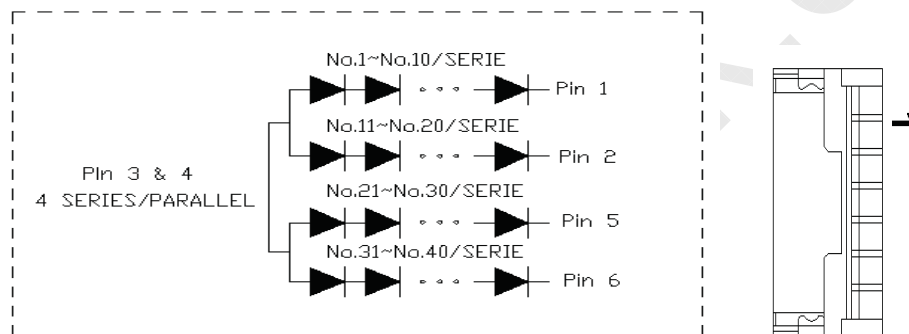 No.1~No.10/SERIE
Pin 1
No.11~No.20/SERIE
Pin 2
PIn 3 & 4
4 SERIES/PARALLEL
No.21~No.30/SERIE
Pin 5
No.31~No.40/SERIE
Pin 6